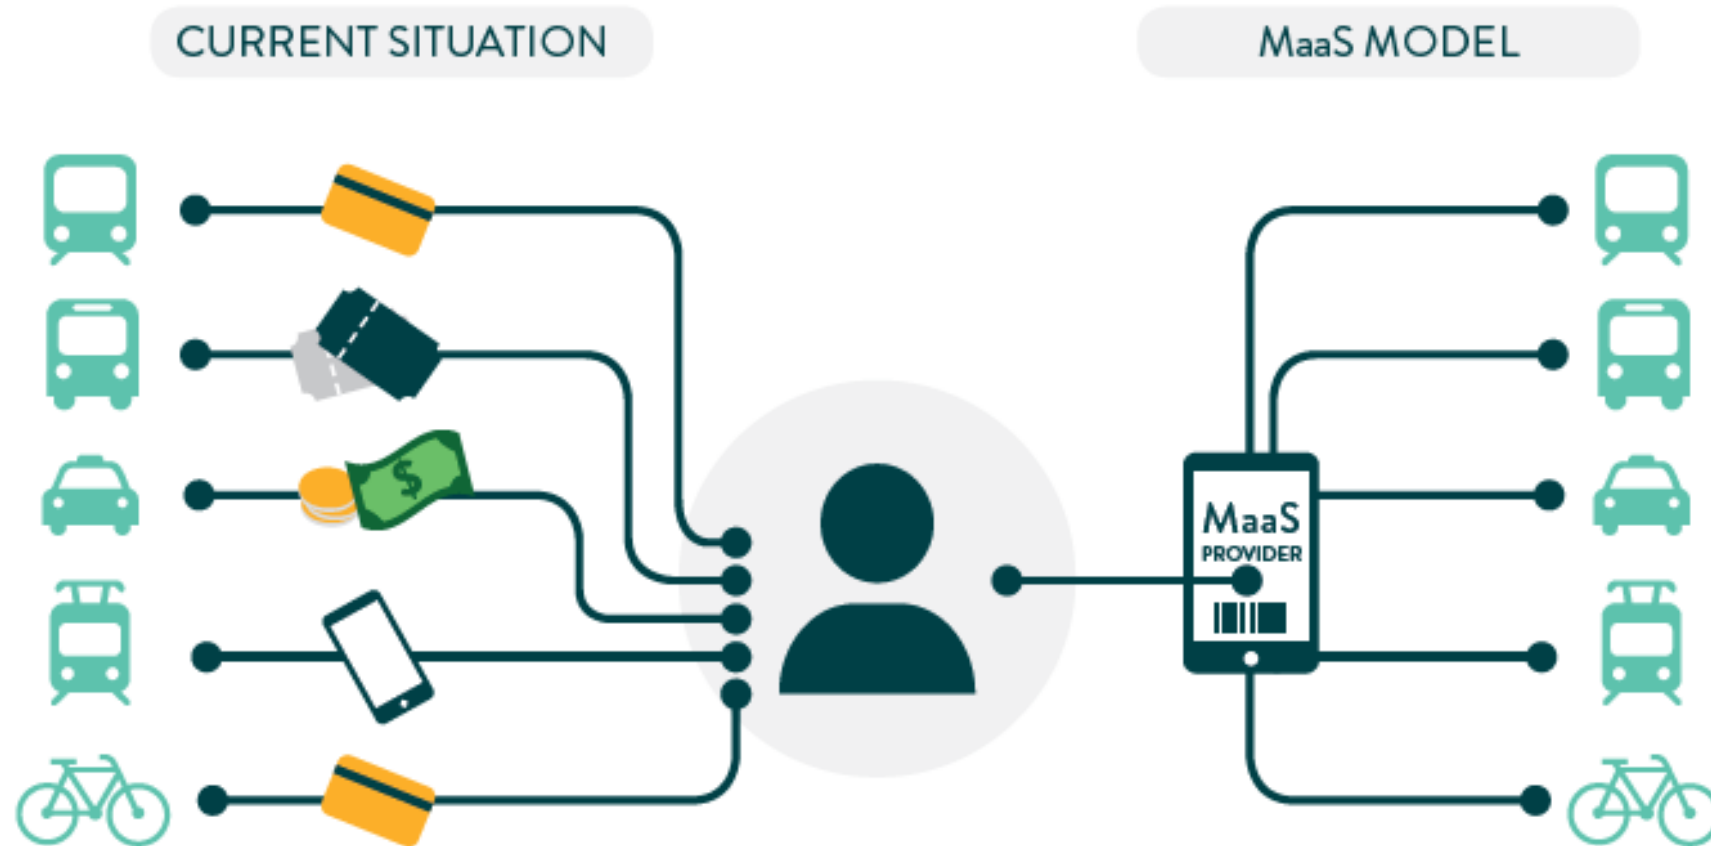 CURRENT SITUATION
MaaS MODEL
$
MaaS
PROVIDER